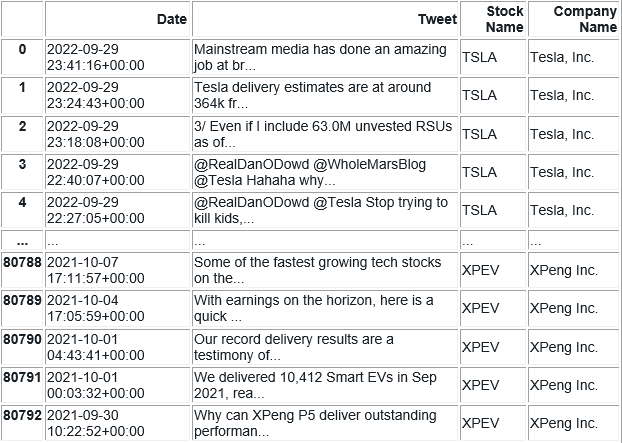 Date Tweet Stock Name Company Name
0 2022-09-29 23:41:16+00:00 Mainstream media has done an amazing job at br... TSLA Tesla, Inc.
1 2022-09-29 23:24:43+00:00 Tesla delivery estimates are at around 364k fr... TSLA Tesla, Inc.
2 2022-09-29 23:18:08+00:00 3/ Even if I include 63.0M unvested RSUs as of... TSLA Tesla, Inc.
3 2022-09-29 22:40:07+00:00 @RealDanODowd @WholeMarsBlog @Tesla Hahaha why... TSLA Tesla, Inc.
4 2022-09-29 22:27:05+00:00 @RealDanODowd @Tesla Stop trying to kill kids,... TSLA Tesla, Inc.
... ... ... ... ...
80788 2021-10-07 17:11:57+00:00 Some of the fastest growing tech stocks on the... XPEV XPeng Inc.
80789 2021-10-04 17:05:59+00:00 With earnings on the horizon, here is a quick ... XPEV XPeng Inc.
80790 2021-10-01 04:43:41+00:00 Our record delivery results are a testimony of... XPEV XPeng Inc.
80791 2021-10-01 00:03:32+00:00 We delivered 10,412 Smart EVs in Sep 2021, rea... XPEV XPeng Inc.
80792 2021-09-30 10:22:52+00:00 Why can XPeng P5 deliver outstanding performan... XPEV XPeng Inc.